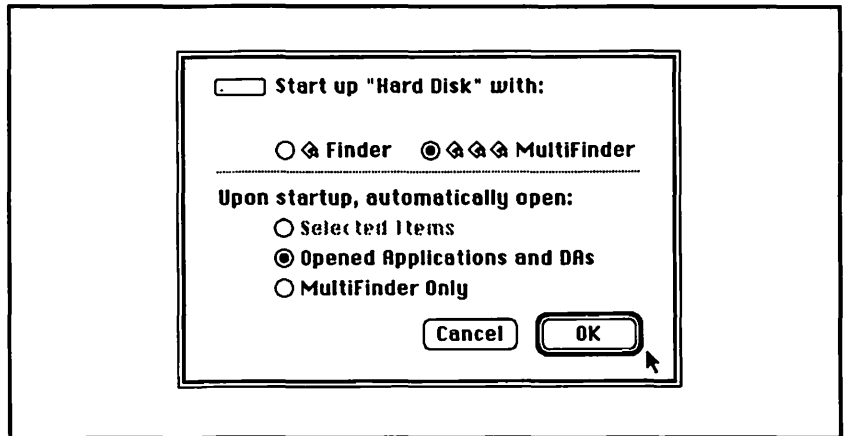 Start up "Hard Disk" with:
Finder MultiFinder
Upon startup, automatically open:
Selected Items
Opened Applications and DAs
MultiFinder Only
Cancel OK